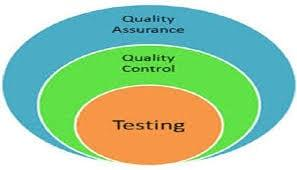 Quality
Assurance
Quality
Control
Testing